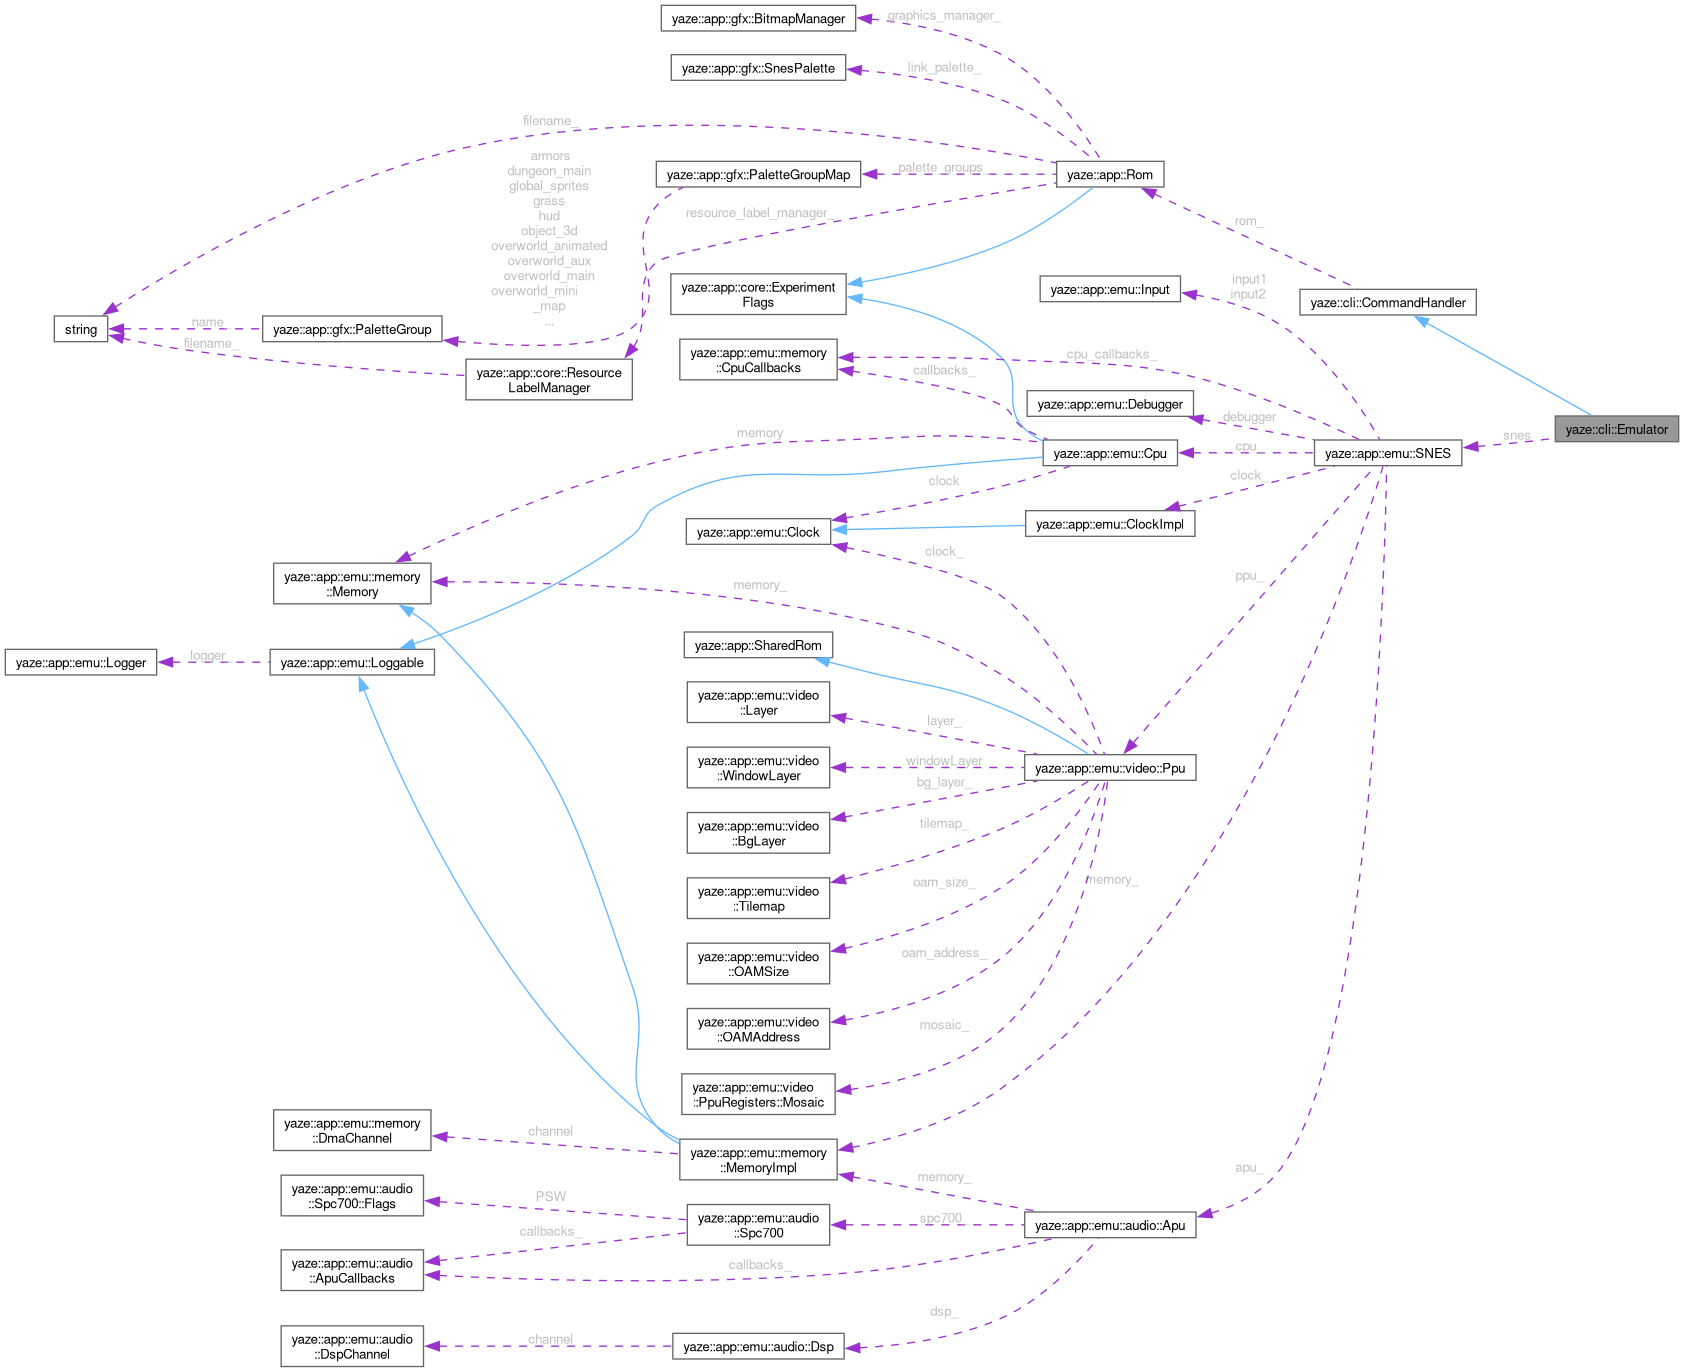 yaze::app::gfx::BitmapManager
graphics_manager_
yaze::app::gfx::SnesPalette
link_palette_
filename_
armors
dungeon_main
global_sprites
grass
hud
object_3d
overworld_animated
overworld_aux
overworld_main
overworld_mini
_map
...
yaze::app::gfx::PaletteGroupMap
palette_groups_
yaze::app::Rom
resource_label_manager_
rom_
yaze::app::core::Experiment
Flags
yaze::app::emu::Input
input1
input2
yaze::cli::CommandHandler
string
name_
yaze::app::gfx::PaletteGroup
filename_
yaze::app::core::Resource
LabelManager
yaze::app::emu::memory
::CpuCallbacks
cpu_callbacks_
callbacks_
yaze::app::emu::Debugger
debugger
yaze::cli::Emulator
snes
memory
yaze::app::emu::Cpu
cpu_
yaze::app::emu::SNES
clock
clock_
yaze::app::emu::Clock
yaze::app::emu::ClockImpl
clock_
ppu_
yaze::app::emu::memory
::Memory
memory_
yaze::app::emu::Logger
logger_
yaze::app::emu::Loggable
yaze::app::SharedRom
yaze::app::emu::video
::Layer
layer_
yaze::app::emu::video
::WindowLayer
windowLayer
yaze::app::emu::video::Ppu
bg_layer_
yaze::app::emu::video
::BgLayer
tilemap_
yaze::app::emu::video
::Tilemap
oam_size_
memory_
yaze::app::emu::video
::OAMSize
oam_address_
yaze::app::emu::video
::OAMAddress
mosaic_
yaze::app::emu::video
::PpuRegisters::Mosaic
yaze::app::emu::memory
::DmaChannel
channel
yaze::app::emu::memory
::MemoryImpl
memory_
apu_
yaze::app::emu::audio
::Spc700::Flags
PSW
yaze::app::emu::audio
::Spc700
spc700_
yaze::app::emu::audio::Apu
callbacks_
yaze::app::emu::audio
::ApuCallbacks
callbacks_
dsp_
yaze::app::emu::audio
::DspChannel
channel
yaze::app::emu::audio::Dsp